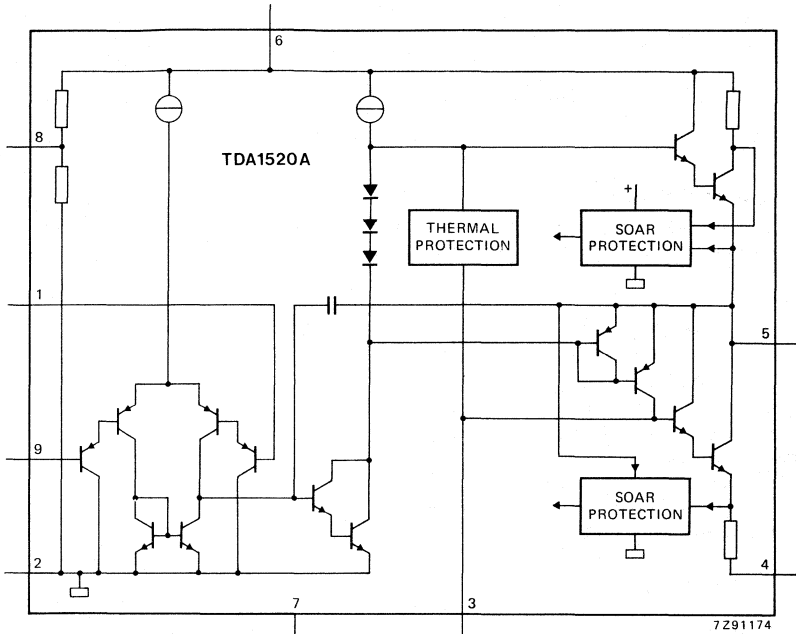 6
8
TDA1520A
+
THERMAL
PROTECTION
SOAR
PROTECTION
1
5
9
SOAR
PROTECTION
2
4
7
3
7Z91174